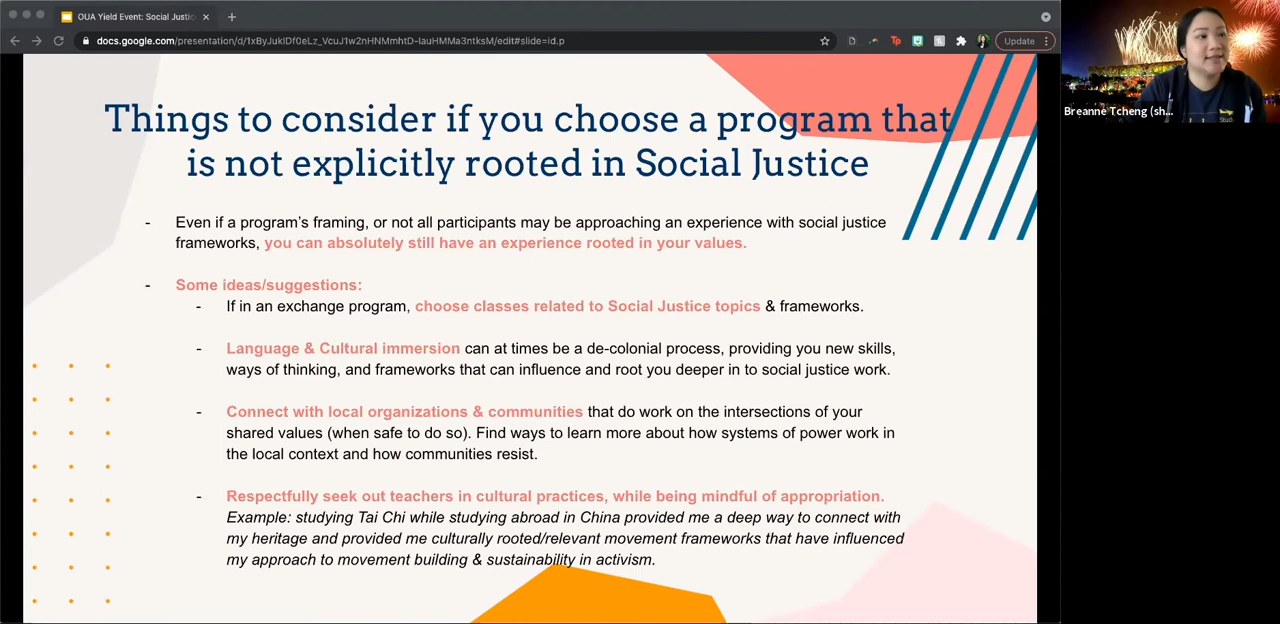 OUA Yield Event: Social Justic
docs.google.com/presentation/d/1xByJukIDf0eLz_VcuJ1w2nHNMmhtD-IauHMMa3ntksM/edit#slide=id.p
Update
Things to consider if you choose a program that
is not explicitly rooted in Social Justice
- Even if a program's framing, or not all participants may be approaching an experience with social justice
frameworks, you can absolutely still have an experience rooted in your values.
- Some ideas/suggestions:
- If in an exchange program, choose classes related to Social Justice topics & frameworks.
- Language & Cultural immersion can at times be a de-colonial process, providing you new skills,
ways of thinking, and frameworks that can influence and root you deeper in to social justice work.
- Connect with local organizations & communities that do work on the intersections of your
shared values (when safe to do so). Find ways to learn more about how systems of power work in
the local context and how communities resist.
- Respectfully seek out teachers in cultural practices, while being mindful of appropriation.
Example: studying Tai Chi while studying abroad in China provided me a deep way to connect with
my heritage and provided me culturally rooted/relevant movement frameworks that have influenced
my approach to movement building & sustainability in activism.
Breanne Tcheng (sh...